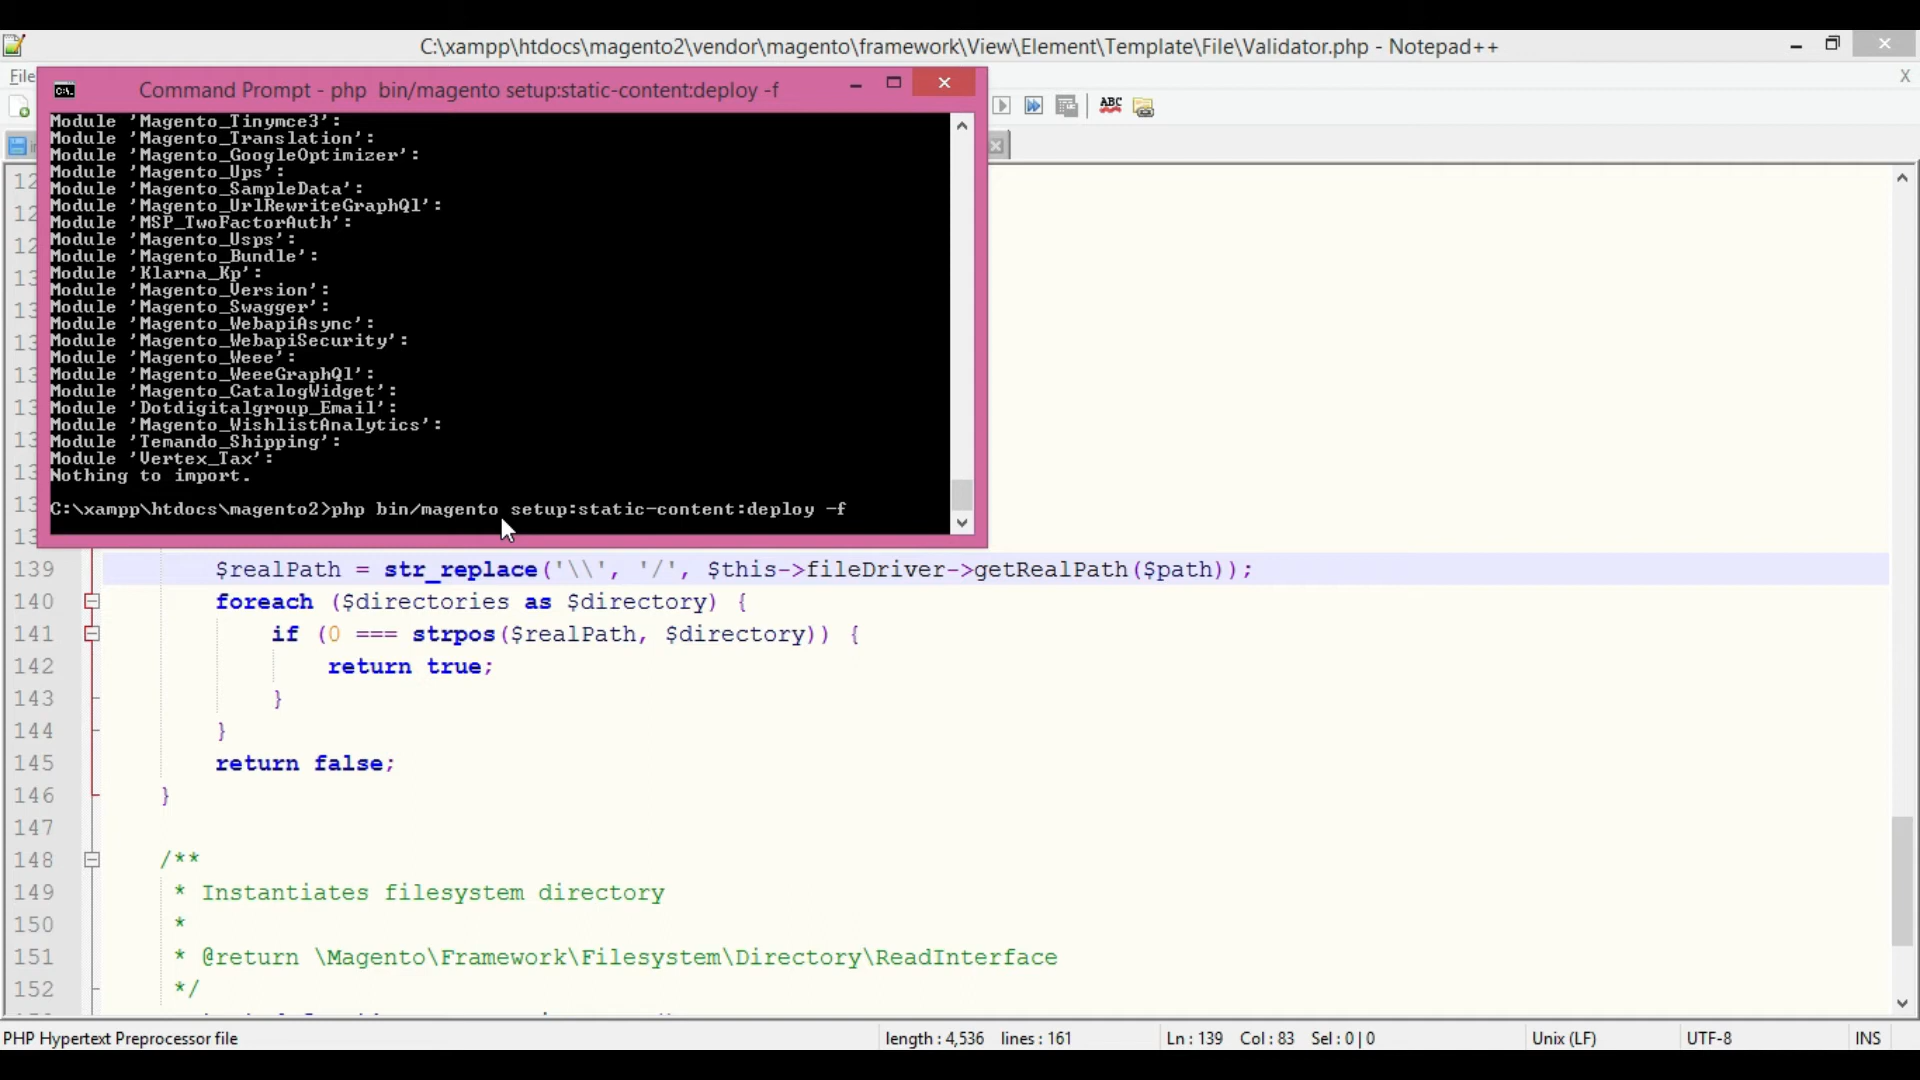 C:\xampp\htdocs\magento2\vendor\magento\framework\View\Element\Template\File\Validator.php - Notepad++
File
X
Command Prompt - php  bin/magento setup:static-content:deploy -f
ABC
Module 'Magento_Tinymce3':
Module 'Magento_Translation':
Module 'Magento_GoogleOptimizer':
Module 'Magento_Ups':
Module 'Magento_SampleData':
Module 'Magento_UrlRewriteGraphQl':
Module 'MSP_TwoFactorAuth':
Module 'Magento_Usps':
Module 'Magento_Bundle':
Module 'Klarna_Kp':
Module 'Magento_Version':
Module 'Magento_Swagger':
Module 'Magento_WebapiAsync':
Module 'Magento_WebapiSecurity':
Module 'Magento_Weee':
Module 'Magento_WeeeGraphQl':
Module 'Magento_CatalogWidget':
Module 'Dotdigitalgroup_Email':
Module 'Magento_WishlistAnalytics':
Module 'Temando_Shipping':
Module 'Vertex_Tax':
Nothing to import.
C:\xampp\htdocs\magento2>php bin/magento setup:static-content:deploy -f
139 $realPath = str_replace('\\', '/', $this->fileDriver->getRealPath($path));
140 foreach ($directories as $directory) {
141 if (0 === strpos($realPath, $directory)) {
142 return true;
143 }
144 }
145 return false;
146 }
147
148 /**
149 * Instantiates filesystem directory
150 *
151 * @return \Magento\Framework\Filesystem\Directory\ReadInterface
152 */
PHP Hypertext Preprocessor file
length : 4,536 lines : 161
Ln : 139 Col : 83 Sel : 0 | 0
Unix (LF)
UTF-8
INS